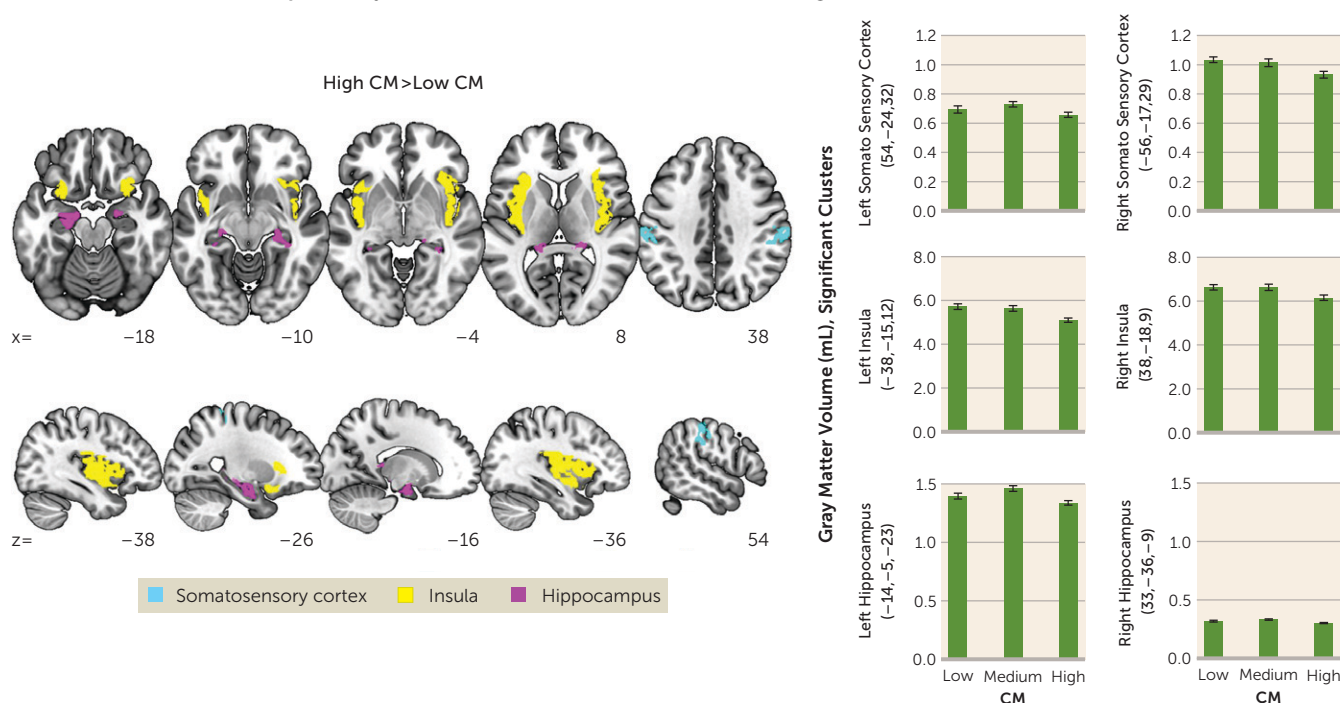 High CM>Low CM
x= −18 −10 −4 8 38
z= −38 −26 −16 −36 54
Somatosensory cortex Insula Hippocampus
Gray Matter Volume (mL), Significant Clusters
Left Somato Sensory Cortex
(54,−24,32)
1.2
1.0
0.8
0.6
0.4
0.2
0.0
Right Somato Sensory Cortex
(−56,−17,29)
1.2
1.0
0.8
0.6
0.4
0.2
0.0
Left Insula
(−38,−15,12)
8.0
6.0
4.0
2.0
0.0
Right Insula
(38,−18,9)
8.0
6.0
4.0
2.0
0.0
Left Hippocampus
(−14,−5,−23)
1.5
1.0
0.5
0.0
Low Medium High
CM
Right Hippocampus
(33,−36,−9)
1.5
1.0
0.5
0.0
Low Medium High
CM